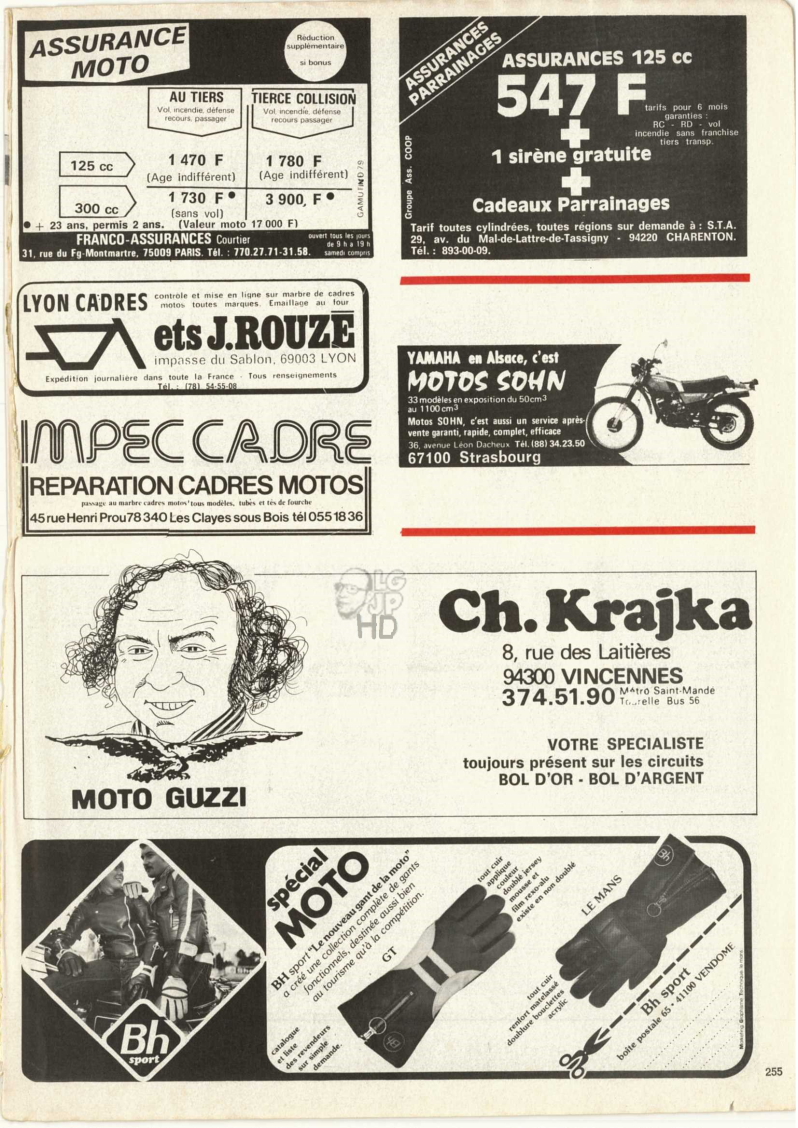 ASSURANCE
MOTO
Réduction
supplémentaire
si bonus
AU TIERS
Vol, incendie, défense
recours, passager
TIERCE COLLISION
Vol, incendie, défense
recours passager
125 cc
1 470 F
(Age indifférent)
1 780 F
(Age indifférent)
300 cc
1 730 F •
(sans vol)
3 900, F •
GAMUTIND 79
• + 23 ans, permis 2 ans. (Valeur moto 17 000 F)
FRANCO-ASSURANCES Courtier
31, rue du Fg-Montmartre, 75009 PARIS. Tél. : 770.27.71-31.58.
ouvert tous les jours
de 9 h à 19 h
samedi compris
ASSURANCES
PARRAINAGES
Groupe Ass. COOP
ASSURANCES 125 cc
547 F
tarifs pour 6 mois
garanties :
RC - RD - vol
incendie sans franchise
tiers transp.
+
1 sirène gratuite
+
Cadeaux Parrainages
Tarif toutes cylindrées, toutes régions sur demande à : S.T.A.
29, av. du Mal-de-Lattre-de-Tassigny - 94220 CHARENTON.
Tél. : 893-00-09.
LYON CADRES
contrôle et mise en ligne sur marbre de cadres
motos toutes marques. Emaillage au four
ets J.ROUZÉ
impasse du Sablon, 69003 LYON
Expédition journalière dans toute la France - Tous renseignements
Tél. : (78) 54-55-08
YAMAHA en Alsace, c'est
MOTOS SOHN
33 modèles en exposition du 50cm3
au 1100cm3
Motos SOHN, c'est aussi un service après-
vente garanti, rapide, complet, efficace
36, avenue Léon Dacheux Tél. (88) 34.23.50
67100 Strasbourg
IMPEC CADRE
REPARATION CADRES MOTOS
passage au marbre cadres motos tous modèles, tubes et tés de fourche
45 rue Henri Prou 78 340 Les Clayes sous Bois tél 055 18 36
LG
JP
HD
MOTO GUZZI
Ch. Krajka
8, rue des Laitières
94300 VINCENNES
374.51.90
Métro Saint-Mande
Tourelle Bus 56
VOTRE SPECIALISTE
toujours présent sur les circuits
BOL D'OR - BOL D'ARGENT
Bh
sport
spécial
MOTO
BH sport "Le nouveau gant de la moto"
a créé une collection complète de gants
fonctionnels, destinée aussi bien
au tourisme qu'à la compétition.
catalogue
et liste
des revendeurs
sur simple
demande.
GT
tout cuir
applique
couleur
doublé jersey
mousse et
film rexo-alu
existe en non doublé
LE MANS
tout cuir
renfort matelassé
doublure bouclettes
acrylic
Bh sport
boîte postale 65 • 41100 VENDOME
255